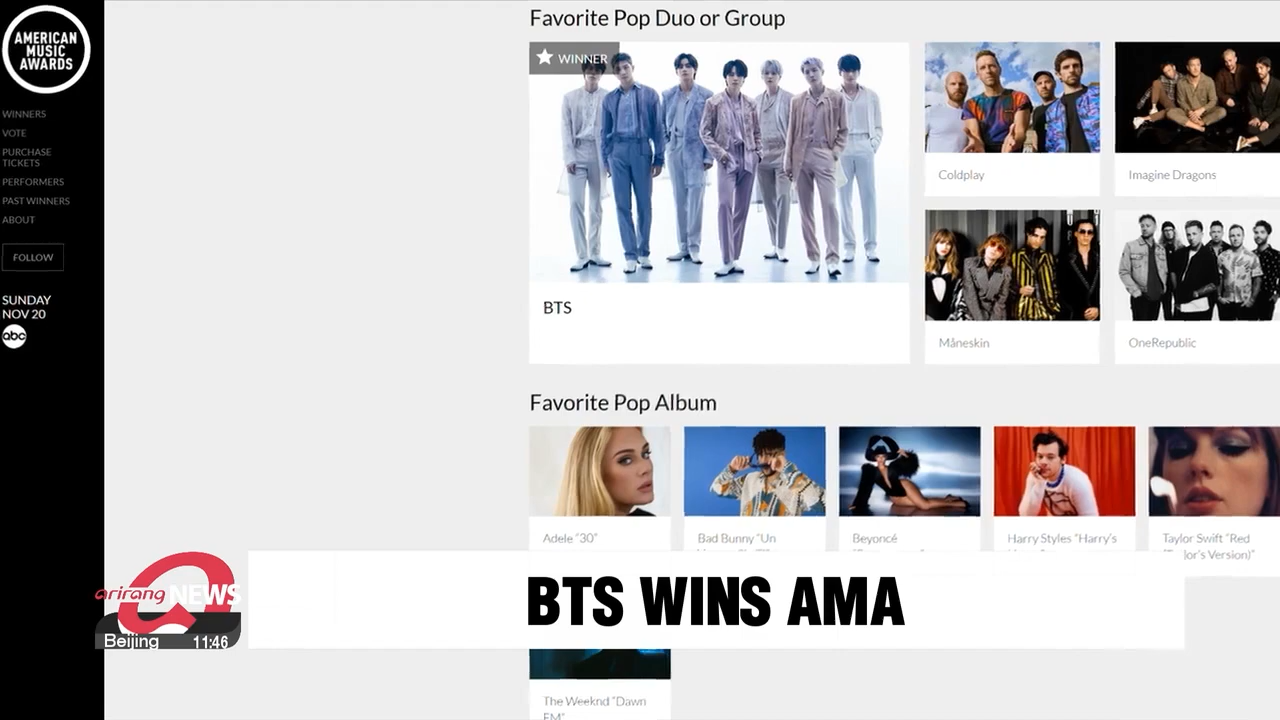 AMERICAN
MUSIC
AWARDS
WINNERS
VOTE
PURCHASE
TICKETS
PERFORMERS
PAST WINNERS
ABOUT
FOLLOW
SUNDAY
NOV 20
abc
Favorite Pop Duo or Group
WINNER
BTS
Coldplay
Imagine Dragons
Måneskin
OneRepublic
Favorite Pop Album
Adele "30"
Bad Bunny "Un
Beyoncé
Harry Styles "Harry's
Taylor Swift "Red
(Taylor's Version)"
The Weeknd "Dawn
FM"
arirang NEWS
Beijing 11:46
BTS WINS AMA